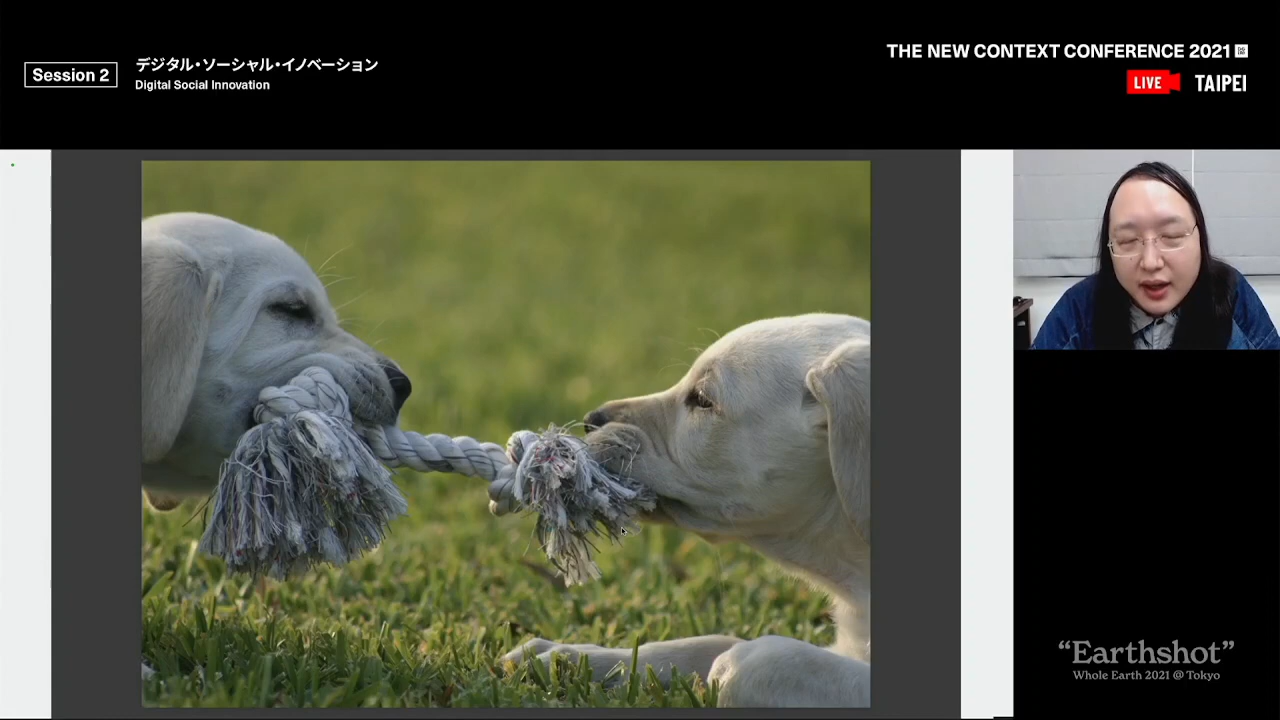 Session 2
デジタル・ソーシャル・イノベーション
Digital Social Innovation
THE NEW CONTEXT CONFERENCE 2021
LIVE
TAIPEI
“Earthshot”
Whole Earth 2021 @ Tokyo